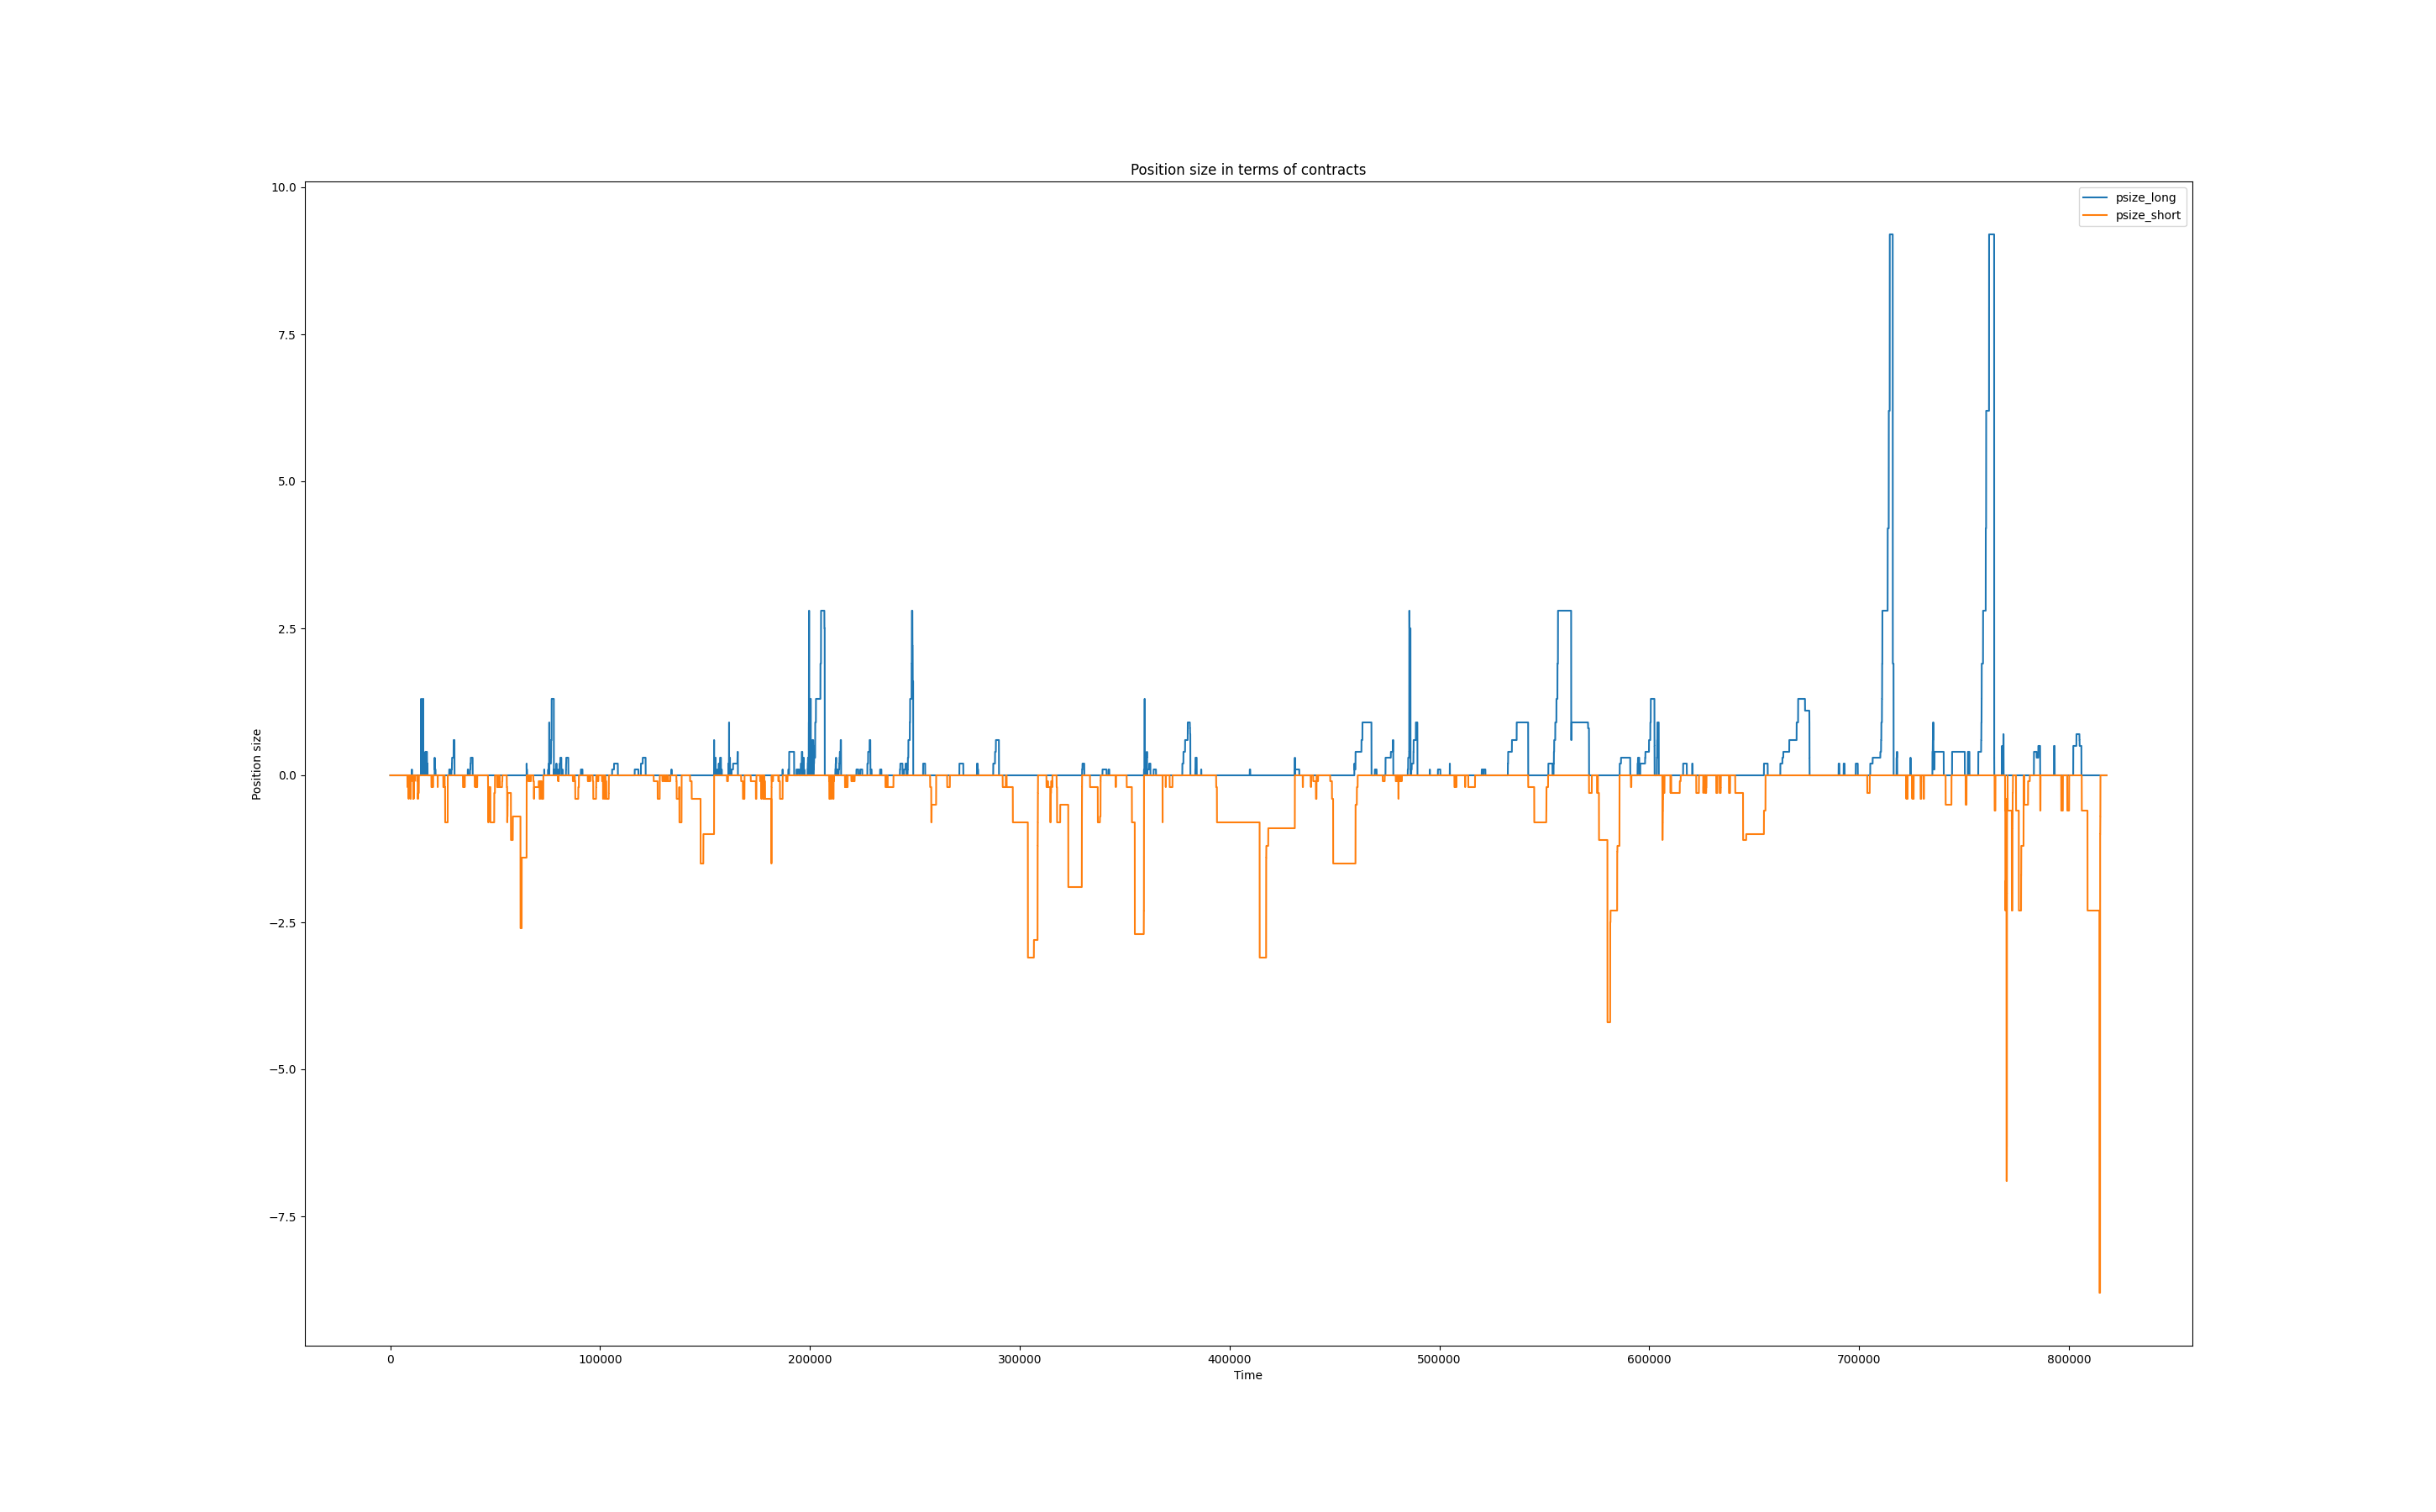 Position size in terms of contracts
psize_long
psize_short
10.0
7.5
5.0
2.5
0.0
−2.5
−5.0
−7.5
Position size
0 100000 200000 300000 400000 500000 600000 700000 800000
Time